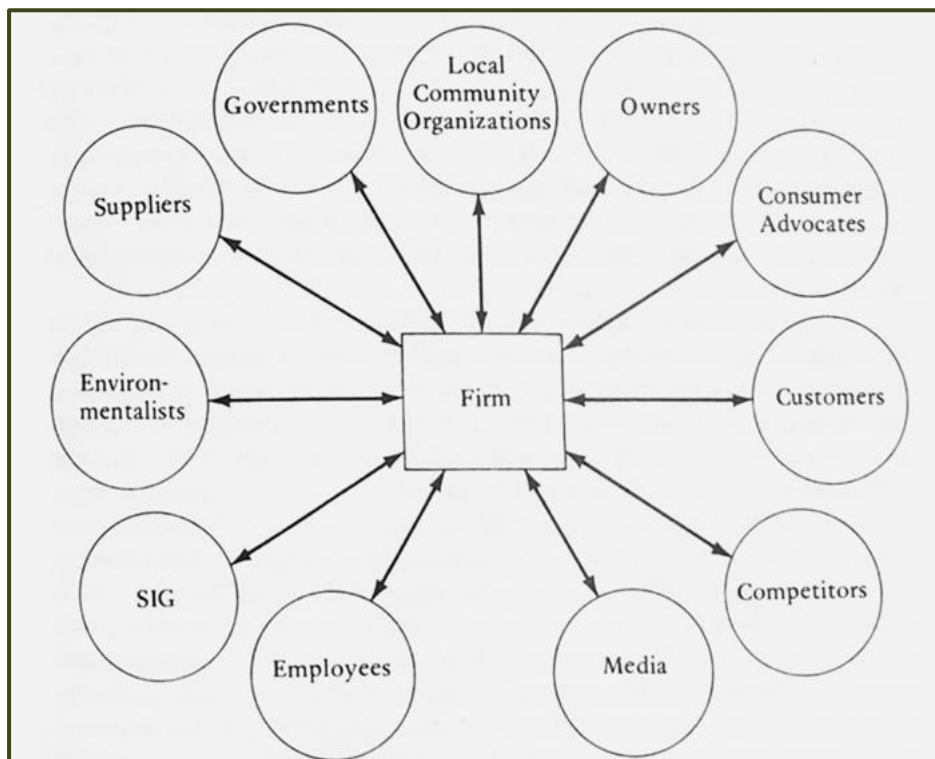 Governments
Local
Community
Organizations
Owners
Suppliers
Consumer
Advocates
Environ-
mentalists
Firm
Customers
SIG
Competitors
Employees
Media